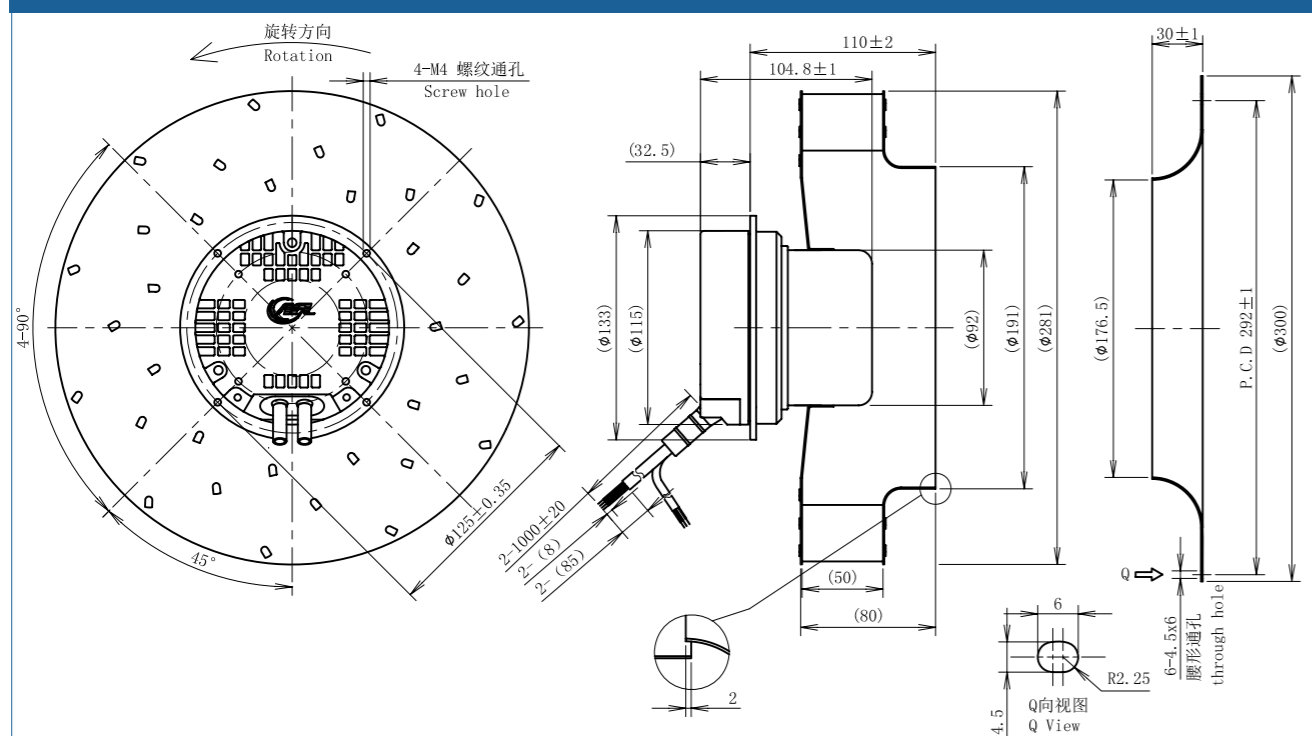 旋转方向
Rotation
4-M4 螺纹通孔
Screw hole
4-90°
45°
ϕ125±0.35
110±2
104.8±1
(32.5)
(ϕ133)
(ϕ115)
(ϕ92)
(ϕ191)
(ϕ281)
2-1000±20
2-(8)
2-(85)
(50)
(80)
2
30±1
(ϕ176.5)
P.C.D 292±1
(ϕ300)
Q
6-4.5x6
腰形通孔
through hole
6
4.5
R2.25
Q向视图
Q View